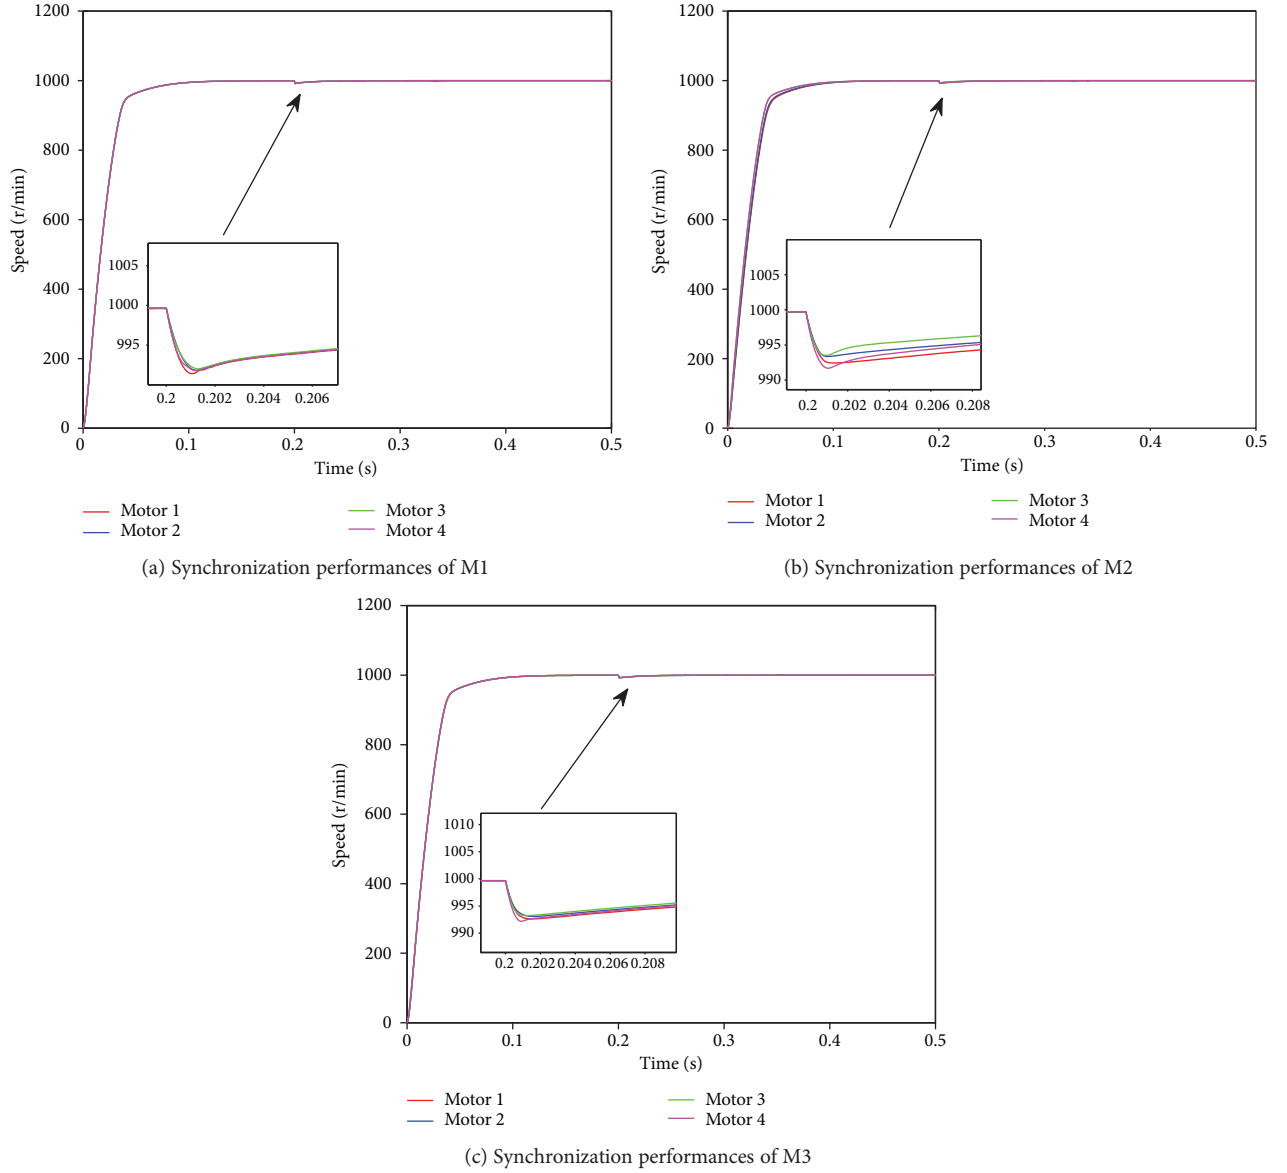 1200
1000
800
600
400
200
0
Speed (r/min)
1005
1000
995
0.2 0.202 0.204 0.206
0 0.1 0.2 0.3 0.4 0.5
Time (s)
Motor 1 Motor 3
Motor 2 Motor 4
(a) Synchronization performances of M1
1200
1000
800
600
400
200
0
Speed (r/min)
1005
1000
995
990
0.2 0.202 0.204 0.206 0.208
0 0.1 0.2 0.3 0.4 0.5
Time (s)
Motor 1 Motor 3
Motor 2 Motor 4
(b) Synchronization performances of M2
1200
1000
800
600
400
200
0
Speed (r/min)
1010
1005
1000
995
990
0.2 0.202 0.204 0.206 0.208
0 0.1 0.2 0.3 0.4 0.5
Time (s)
Motor 1 Motor 3
Motor 2 Motor 4
(c) Synchronization performances of M3